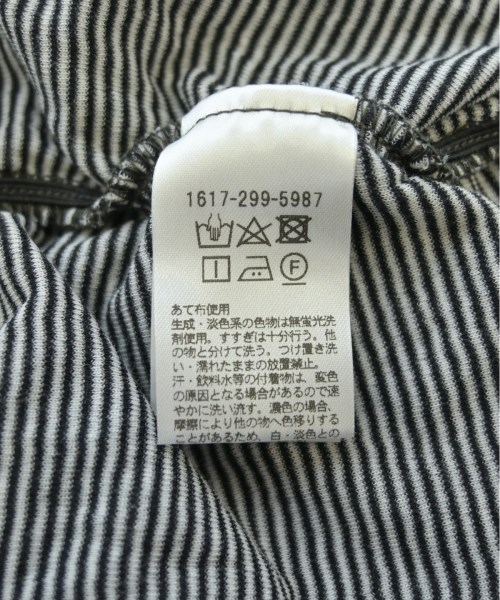 1617-299-5987
F
あて布使用
生成・淡色系の色物は無蛍光洗
剤使用。すすぎは十分行う。他
の物と分けて洗う。つけ置き洗
い・濡れたままの放置禁止。
汗・飲料水等の付着物は、変色
の原因となる場合があるので速
やかに洗い流す。濃色の場合、
摩擦により他の物へ色移りする
ことがあるため、白・淡色との